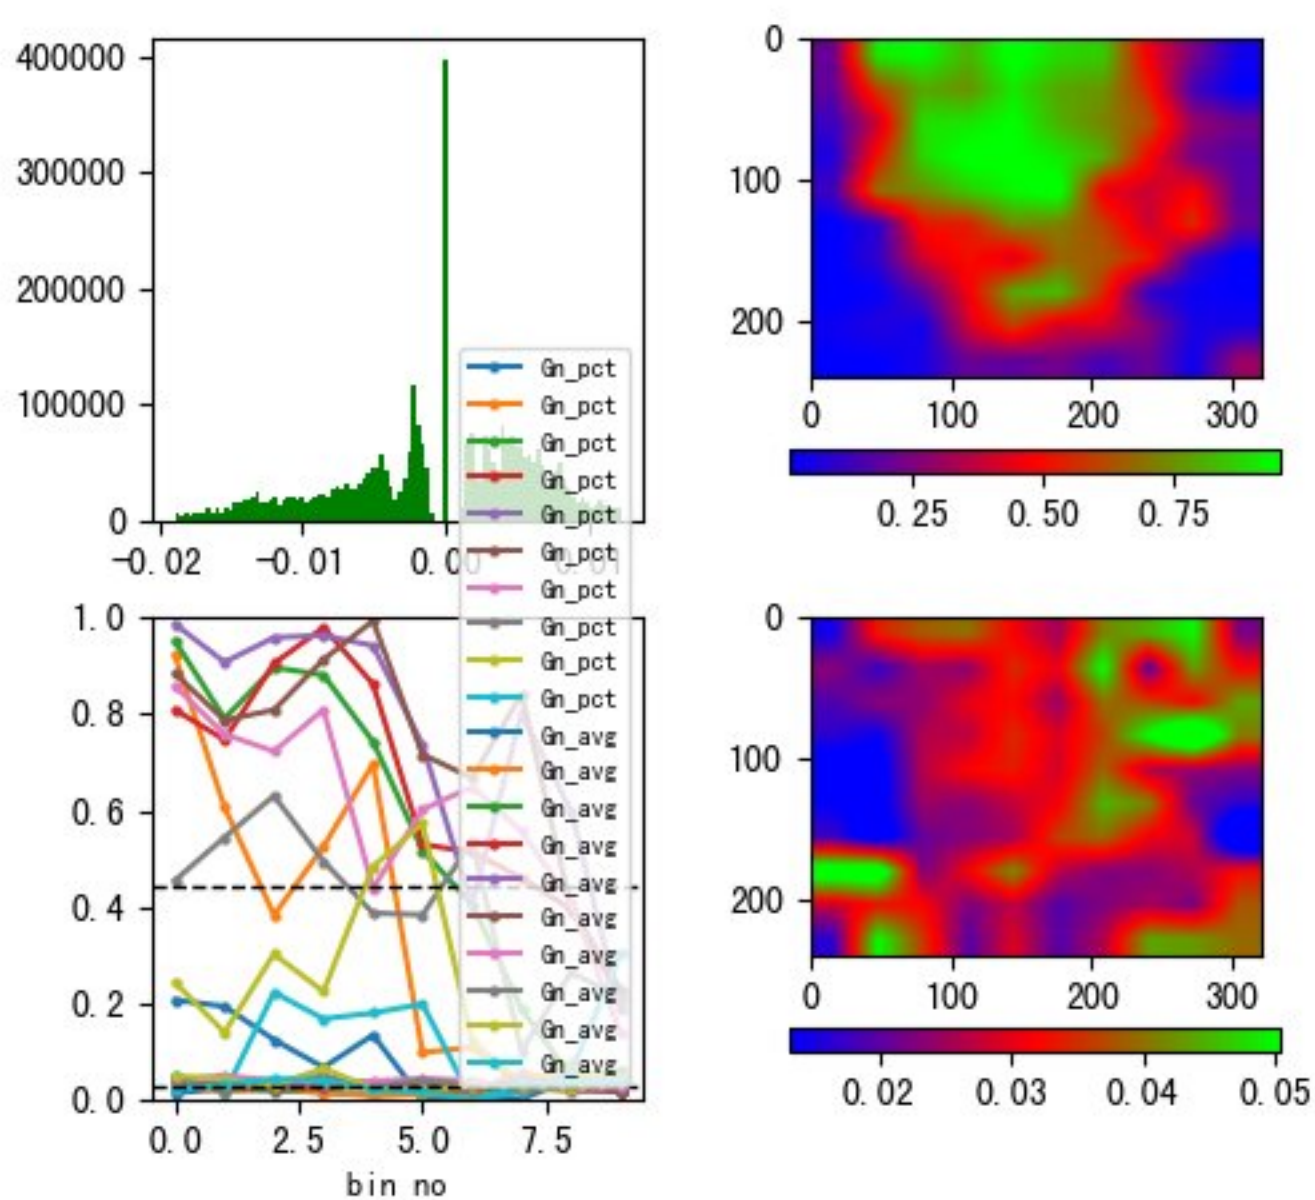 400000
300000
200000
100000
0
-0.02
-0.01
0.00
0.01
0
100
200
0
100
200
300
0.25
0.50
0.75
Gn_pct
Gn_pct
Gn_pct
Gn_pct
Gn_pct
Gn_pct
Gn_pct
Gn_pct
Gn_pct
Gn_pct
Gn_avg
Gn_avg
Gn_avg
Gn_avg
Gn_avg
Gn_avg
Gn_avg
Gn_avg
Gn_avg
Gn_avg
1.0
0.8
0.6
0.4
0.2
0.0
0.0
2.5
5.0
7.5
bin no
0
100
200
0
100
200
300
0.02
0.03
0.04
0.05